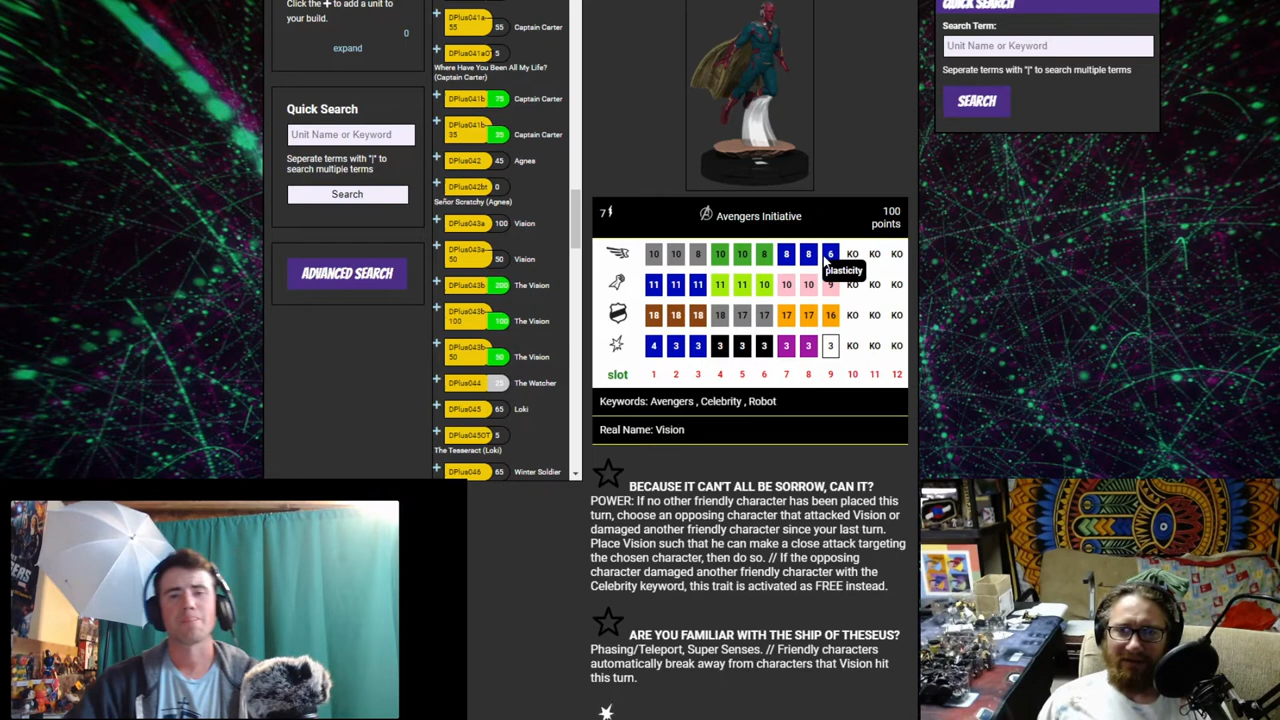 Click the + to add a unit to
your build.
0
expand
Quick Search
Unit Name or Keyword
Seperate terms with "|" to
search multiple terms
Search
ADVANCED SEARCH
DPlus041a
55 55 Captain Carter
DPlus041aOT 5
Where Have You Been All My Life?
(Captain Carter)
DPlus041b 75 Captain Carter
DPlus041b
35 35 Captain Carter
DPlus042 45 Agnes
DPlus042bt 0
Señor Scratchy (Agnes)
DPlus043a 100 Vision
DPlus043a
50 50 Vision
DPlus043b 200 The Vision
DPlus043b
100 100 The Vision
DPlus043b
50 50 The Vision
DPlus044 25 The Watcher
DPlus045 65 Loki
DPlus045OT 5
The Tesseract (Loki)
DPlus046 65 Winter Soldier
7 Avengers Initiative 100
points
10 10 8 10 10 8 8 8 6 KO KO KO
plasticity
11 11 11 11 11 10 10 10 9 KO KO KO
18 18 18 18 17 17 17 17 16 KO KO KO
4 3 3 3 3 3 3 3 3 KO KO KO
slot 1 2 3 4 5 6 7 8 9 10 11 12
Keywords: Avengers , Celebrity , Robot
Real Name: Vision
BECAUSE IT CAN'T ALL BE SORROW, CAN IT?
POWER: If no other friendly character has been placed this
turn, choose an opposing character that attacked Vision or
damaged another friendly character since your last turn.
Place Vision such that he can make a close attack targeting
the chosen character, then do so. // If the opposing
character damaged another friendly character with the
Celebrity keyword, this trait is activated as FREE instead.
ARE YOU FAMILIAR WITH THE SHIP OF THESEUS?
Phasing/Teleport, Super Senses. // Friendly characters
automatically break away from characters that Vision hit
this turn.
QUICK SEARCH
Search Term:
Unit Name or Keyword
Seperate terms with "|" to search multiple terms
SEARCH